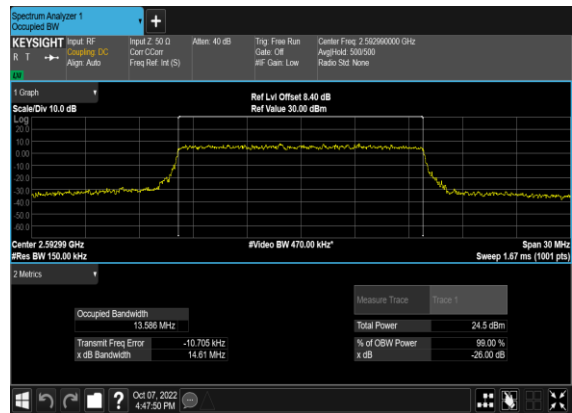 Spectrum Analyzer 1
Occupied BW
+
KEYSIGHT Input: RF Input Z: 50 Ω Atten: 40 dB Trig: Free Run Center Freq: 2.592990000 GHz
R T Coupling: DC Corr CCorr Gate: Off Avg|Hold: 500/500
Align: Auto Freq Ref: Int (S) #IF Gain: Low Radio Std: None
LXI
1 Graph
Ref Lvl Offset 8.40 dB
Scale/Div 10.0 dB Ref Value 30.00 dBm
Log
20.0
10.0
0.00
-10.0
-20.0
-30.0
-40.0
-50.0
-60.0
Center 2.59299 GHz #Video BW 470.00 kHz* Span 30 MHz
#Res BW 150.00 kHz Sweep 1.67 ms (1001 pts)
2 Metrics
Measure Trace Trace 1
Occupied Bandwidth
13.586 MHz Total Power 24.5 dBm
Transmit Freq Error -10.705 kHz % of OBW Power 99.00 %
x dB Bandwidth 14.61 MHz x dB -26.00 dB
? Oct 07, 2022
4:47:50 PM